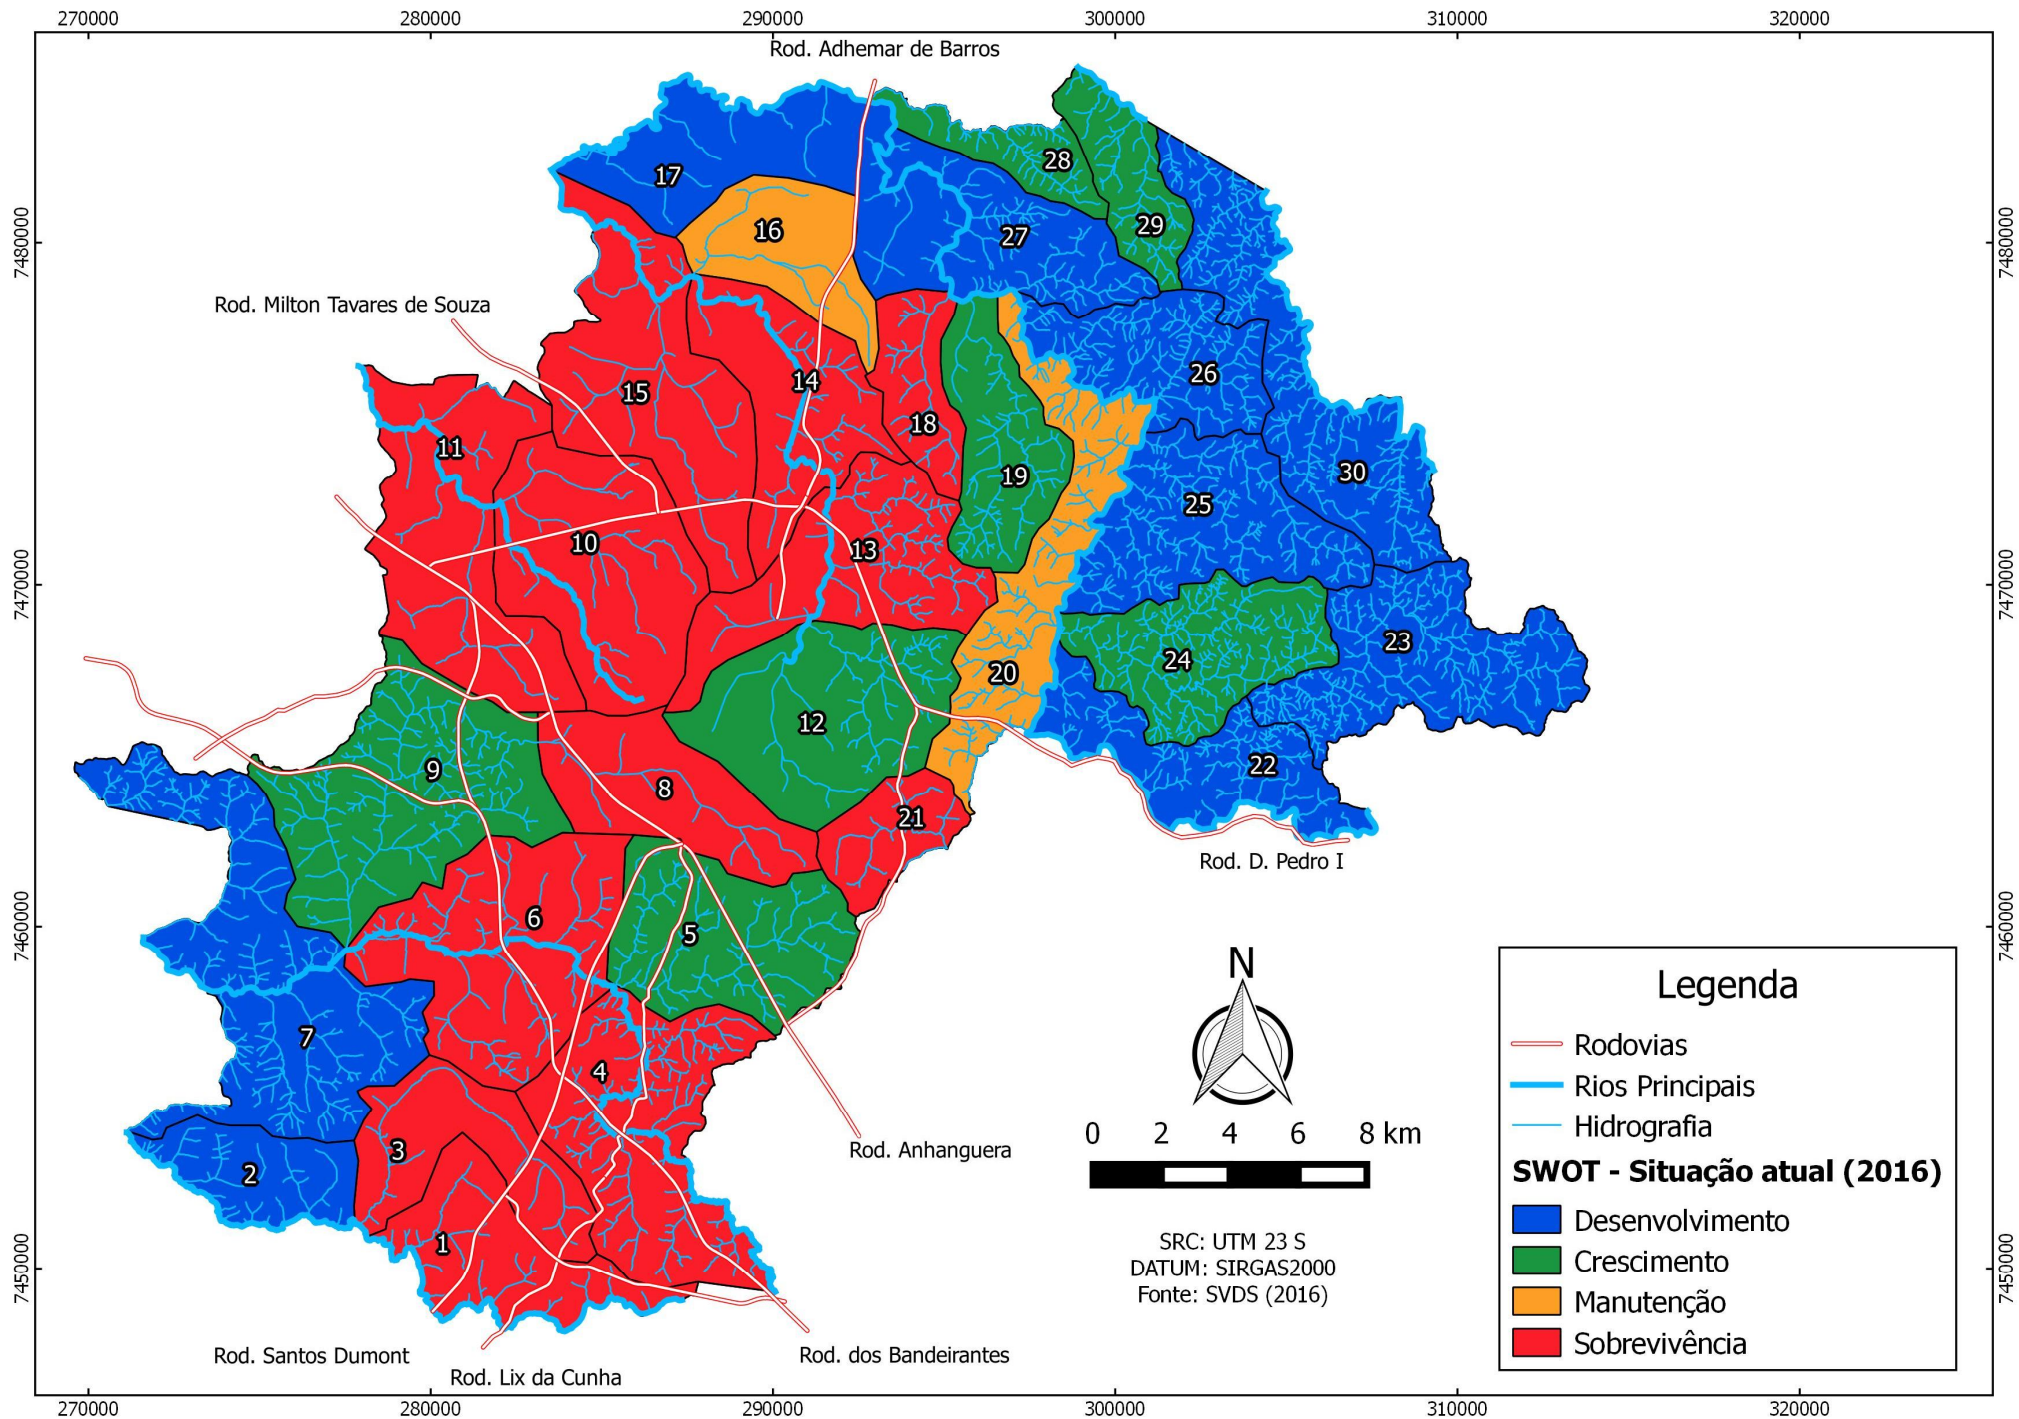 270000 280000 290000 300000 310000 320000
Rod. Adhemar de Barros
28
17
29
16
27
7480000 7480000
Rod. Milton Tavares de Souza
26
14
15
18
11
30
19
25
10
13
7470000 7470000
23
24
20
12
22
9
8
21
Rod. D. Pedro I
6
5
7460000 7460000
N
Legenda
7
Rodovias
4
Rios Principais
0 2 4 6 8 km
Hidrografia
3
Rod. Anhanguera
2
SWOT - Situação atual (2016)
Desenvolvimento
1
SRC: UTM 23 S
DATUM: SIRGAS2000
Fonte: SVDS (2016)
Crescimento
7450000 7450000
Manutenção
Sobrevivência
Rod. Santos Dumont
Rod. dos Bandeirantes
Rod. Lix da Cunha
270000 280000 290000 300000 310000 320000